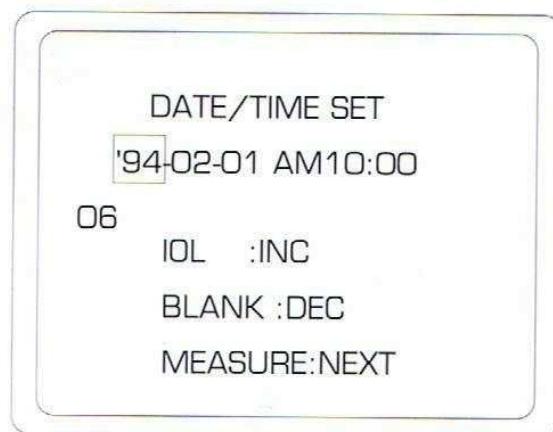 DATE/TIME SET
'94-02-01 AM10:00
06
IOL :INC
BLANK :DEC
MEASURE:NEXT